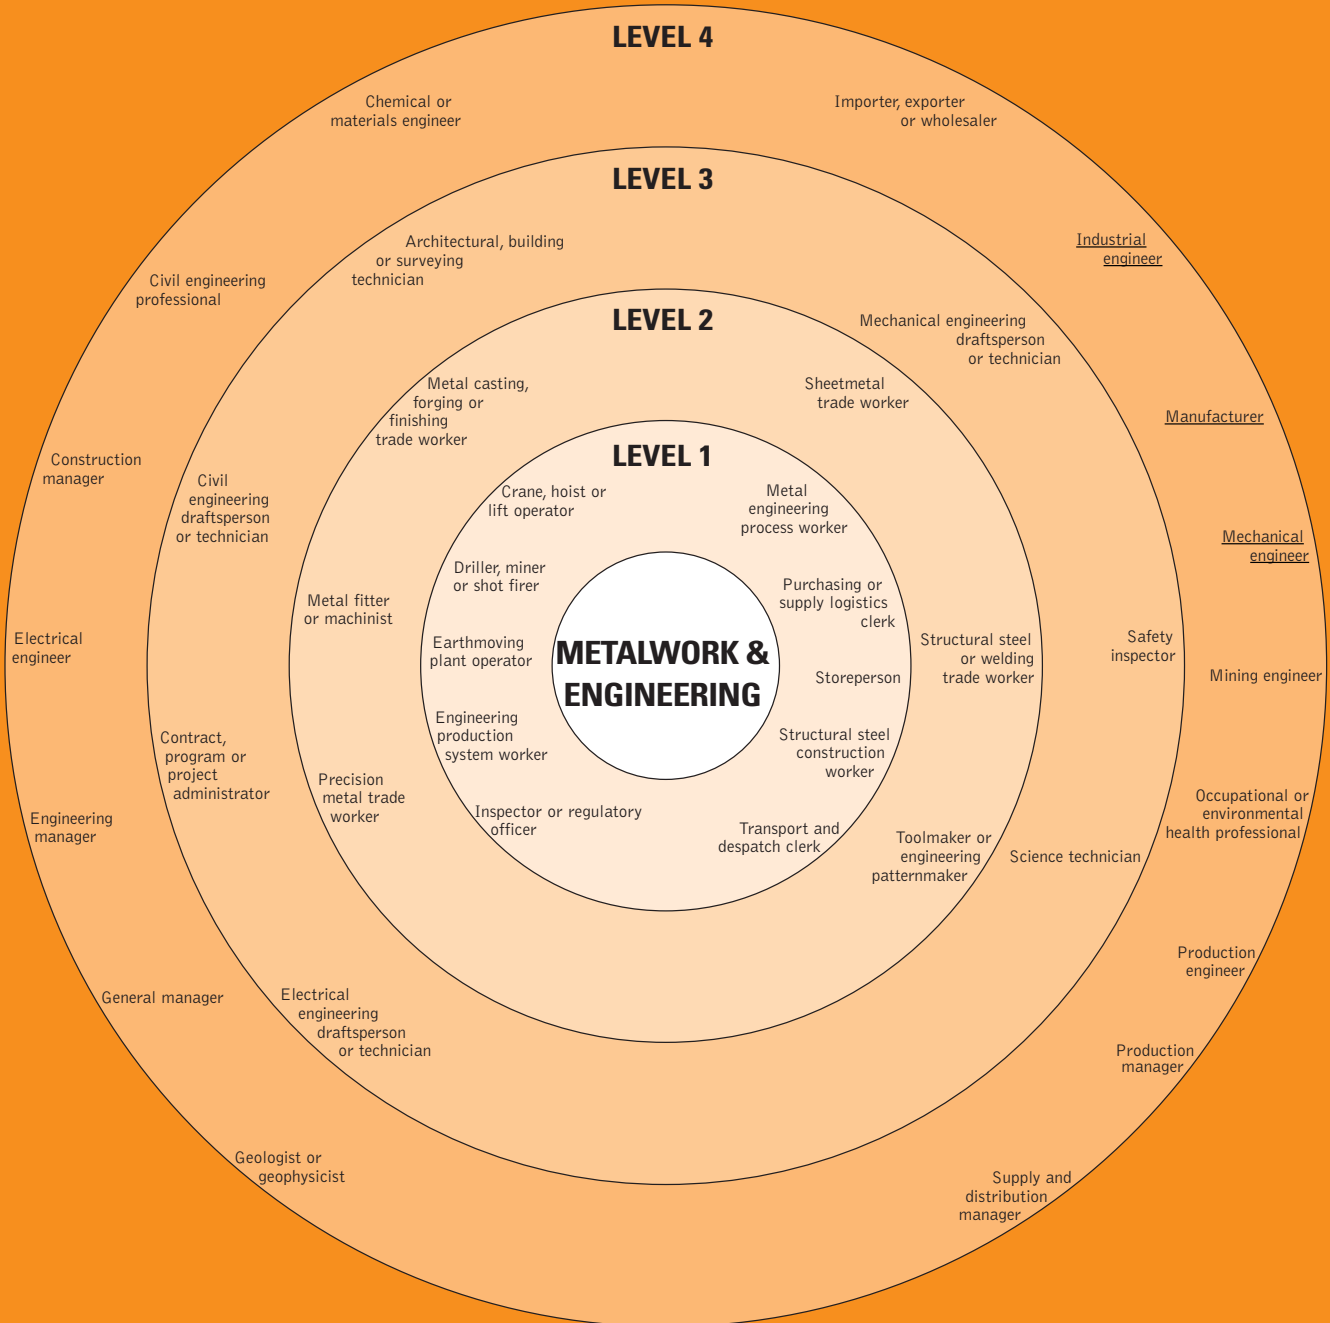 LEVEL 4
Chemical or
materials engineer
Importer, exporter
or wholesaler
Civil engineering
professional
Industrial
engineer
Construction
manager
Manufacturer
Mechanical
engineer
Electrical
engineer
Mining engineer
Engineering
manager
Occupational or
environmental
health professional
General manager
Production
engineer
Production
manager
Geologist or
geophysicist
Supply and
distribution
manager
LEVEL 3
Architectural, building
or surveying
technician
Mechanical engineering
draftsperson
or technician
Civil
engineering
draftsperson
or technician
Safety
inspector
Contract,
program or
project
administrator
Science technician
Electrical
engineering
draftsperson
or technician
LEVEL 2
Metal casting,
forging or
finishing
trade worker
Sheetmetal
trade worker
Metal fitter
or machinist
Structural steel
or welding
trade worker
Precision
metal trade
worker
Toolmaker or
engineering
patternmaker
LEVEL 1
Crane, hoist or
lift operator
Metal
engineering
process worker
Driller, miner
or shot firer
Purchasing or
supply logistics
clerk
Earthmoving
plant operator
Storeperson
Engineering
production
system worker
Structural steel
construction
worker
Inspector or regulatory
officer
Transport and
despatch clerk
METALWORK &
ENGINEERING